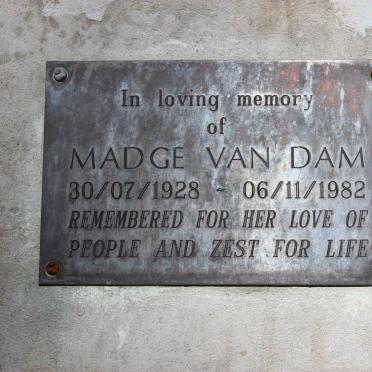 In loving memory
of
MADGE VAN DAM
30/07/1928 - 06/11/1982
REMEMBERED FOR HER LOVE OF
PEOPLE AND ZEST FOR LIFE